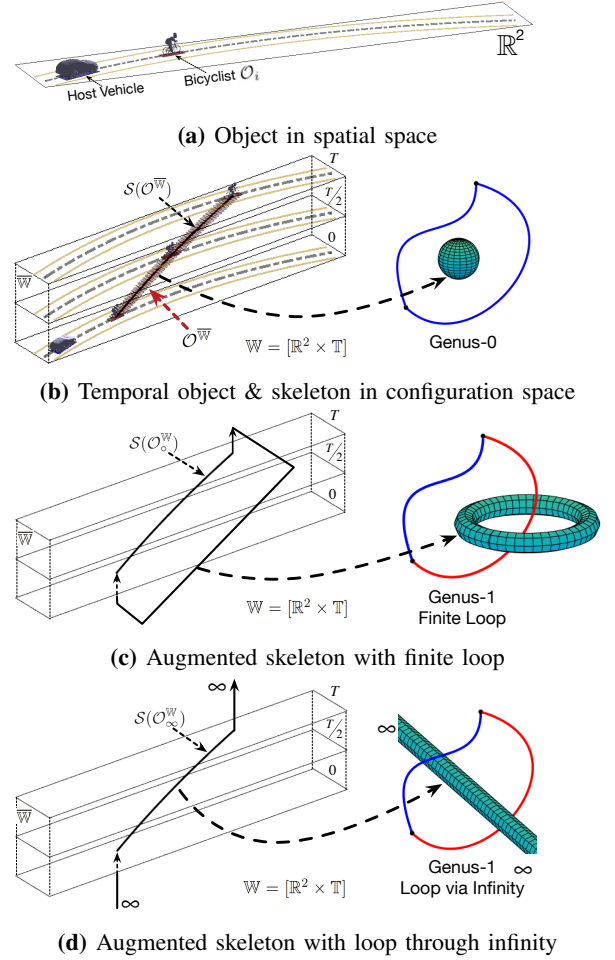 ℝ²
Host Vehicle
Bicyclist 𝒪ᵢ
(a) Object in spatial space
T
𝒮(𝒪^𝕎̅)
T/2
0
𝕎̅
𝒪^𝕎̅
𝕎 = [ℝ² × 𝕋]
Genus-0
(b) Temporal object & skeleton in configuration space
T
𝒮(𝒪_∘^𝕎)
T/2
0
𝕎̅
𝕎 = [ℝ² × 𝕋]
Genus-1
Finite Loop
(c) Augmented skeleton with finite loop
∞
T
𝒮(𝒪_∞^𝕎)
T/2
∞
0
𝕎̅
∞
𝕎 = [ℝ² × 𝕋]
Genus-1 ∞
Loop via Infinity
(d) Augmented skeleton with loop through infinity